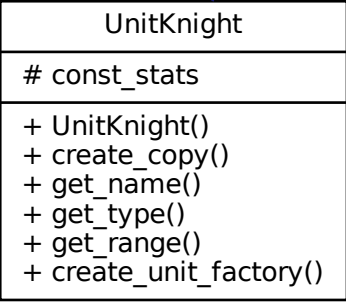 UnitKnight
# const_stats
+ UnitKnight()
+ create_copy()
+ get_name()
+ get_type()
+ get_range()
+ create_unit_factory()